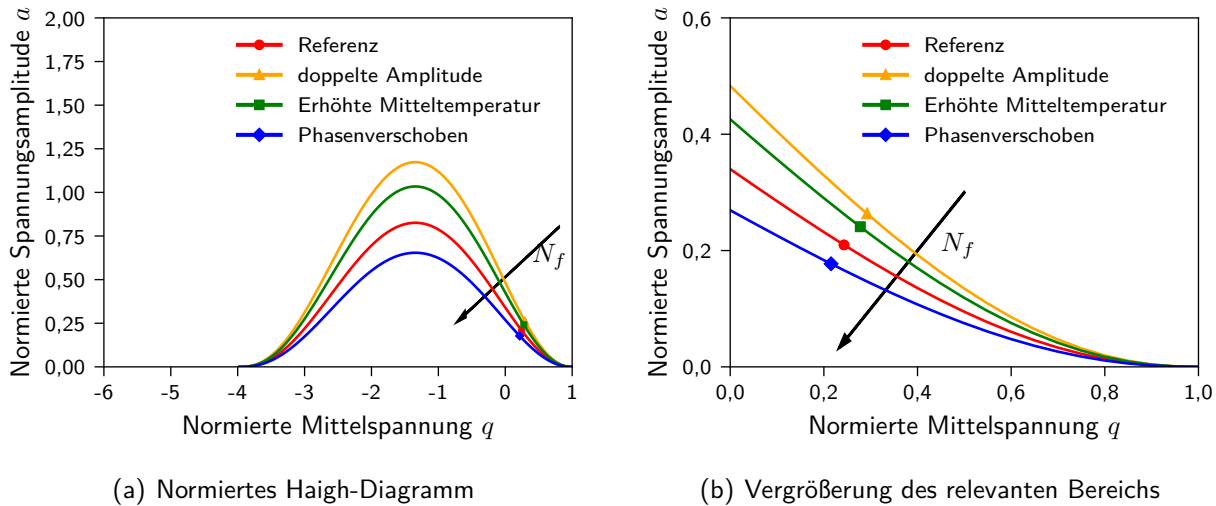 2,00
1,75
1,50
1,25
1,00
0,75
0,50
0,25
0,00
Normierte Spannungsamplitude a
Referenz
doppelte Amplitude
Erhöhte Mitteltemperatur
Phasenverschoben
N_f
-6 -5 -4 -3 -2 -1 0 1
Normierte Mittelspannung q
(a) Normiertes Haigh-Diagramm
0,6
0,4
0,2
0,0
Normierte Spannungsamplitude a
Referenz
doppelte Amplitude
Erhöhte Mitteltemperatur
Phasenverschoben
N_f
0,0 0,2 0,4 0,6 0,8 1,0
Normierte Mittelspannung q
(b) Vergrößerung des relevanten Bereichs